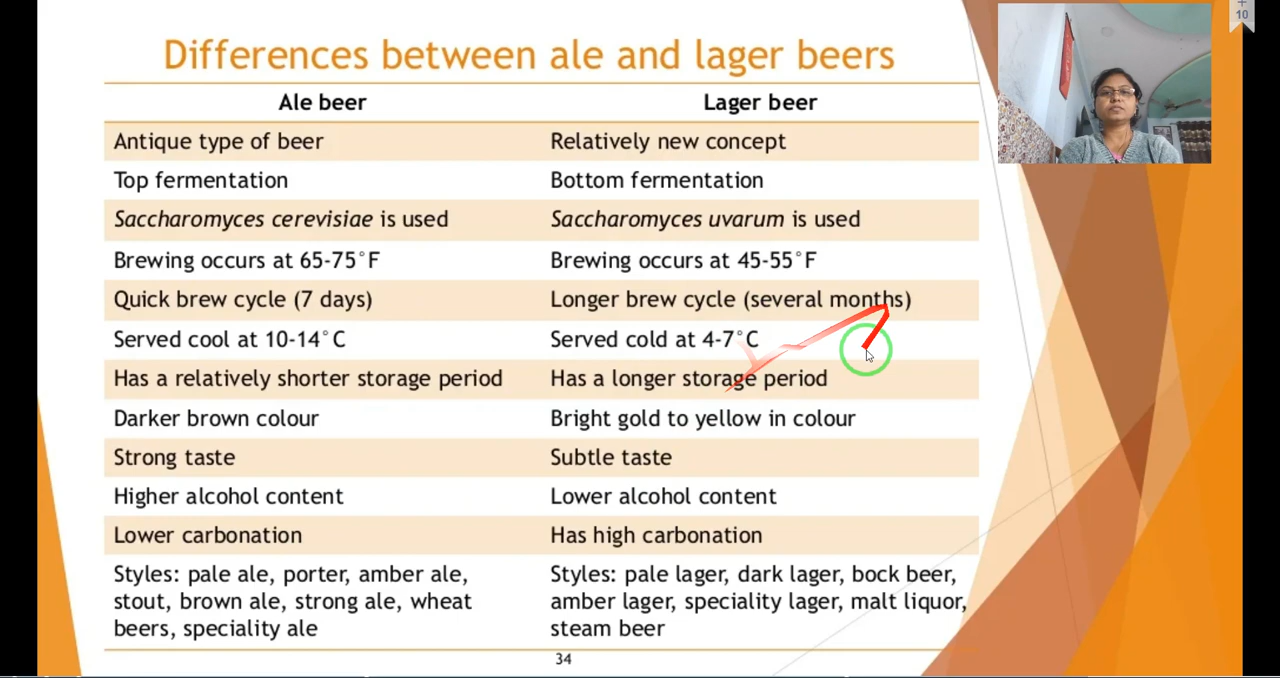 +
10
Differences between ale and lager beers
Ale beer Lager beer
Antique type of beer Relatively new concept
Top fermentation Bottom fermentation
Saccharomyces cerevisiae is used Saccharomyces uvarum is used
Brewing occurs at 65-75°F Brewing occurs at 45-55°F
Quick brew cycle (7 days) Longer brew cycle (several months)
Served cool at 10-14°C Served cold at 4-7°C
Has a relatively shorter storage period Has a longer storage period
Darker brown colour Bright gold to yellow in colour
Strong taste Subtle taste
Higher alcohol content Lower alcohol content
Lower carbonation Has high carbonation
Styles: pale ale, porter, amber ale, Styles: pale lager, dark lager, bock beer,
stout, brown ale, strong ale, wheat amber lager, speciality lager, malt liquor,
beers, speciality ale steam beer
34